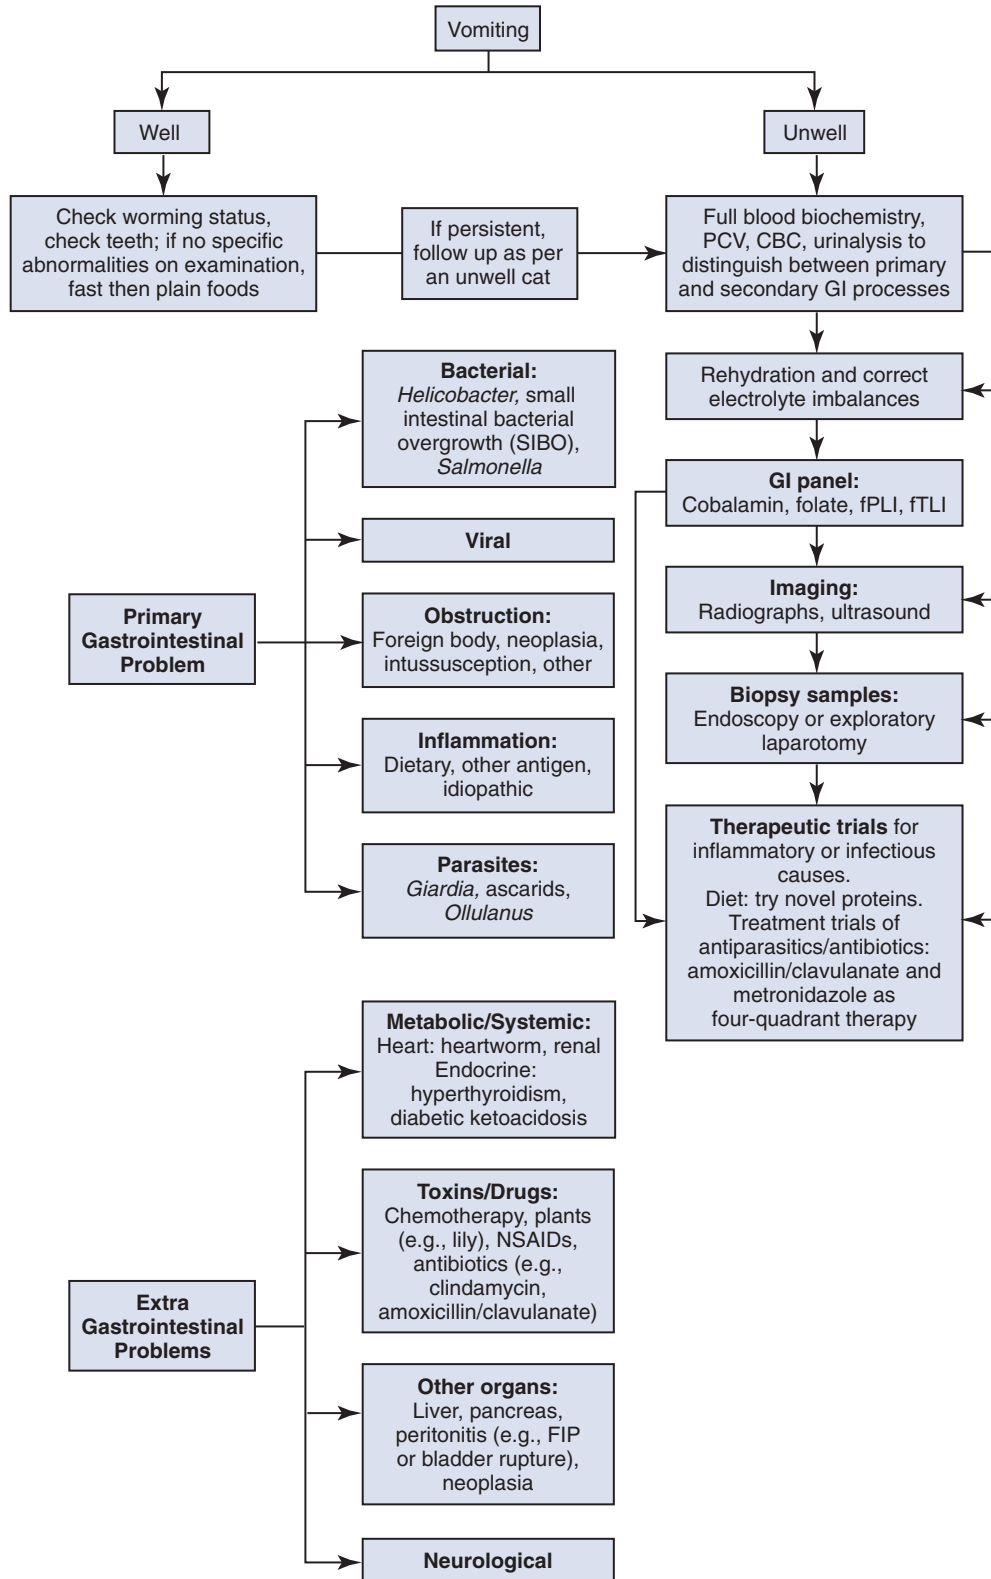 Vomiting
Well
Unwell
Check worming status,
check teeth; if no specific
abnormalities on examination,
fast then plain foods
If persistent,
follow up as per
an unwell cat
Full blood biochemistry,
PCV, CBC, urinalysis to
distinguish between primary
and secondary GI processes
Rehydration and correct
electrolyte imbalances
GI panel:
Cobalamin, folate, fPLI, fTLI
Imaging:
Radiographs, ultrasound
Biopsy samples:
Endoscopy or exploratory
laparotomy
Therapeutic trials for
inflammatory or infectious
causes.
Diet: try novel proteins.
Treatment trials of
antiparasitics/antibiotics:
amoxicillin/clavulanate and
metronidazole as
four-quadrant therapy
Primary
Gastrointestinal
Problem
Bacterial:
Helicobacter, small
intestinal bacterial
overgrowth (SIBO),
Salmonella
Viral
Obstruction:
Foreign body, neoplasia,
intussusception, other
Inflammation:
Dietary, other antigen,
idiopathic
Parasites:
Giardia, ascarids,
Ollulanus
Extra
Gastrointestinal
Problems
Metabolic/Systemic:
Heart: heartworm, renal
Endocrine:
hyperthyroidism,
diabetic ketoacidosis
Toxins/Drugs:
Chemotherapy, plants
(e.g., lily), NSAIDs,
antibiotics (e.g.,
clindamycin,
amoxicillin/clavulanate)
Other organs:
Liver, pancreas,
peritonitis (e.g., FIP
or bladder rupture),
neoplasia
Neurological